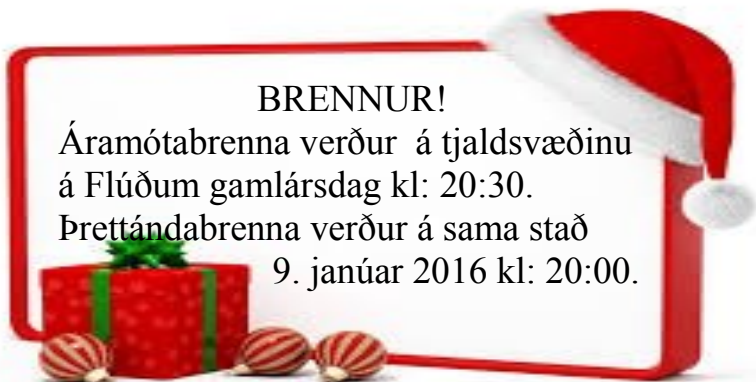 BRENNUR!
Áramótabrenna verður á tjaldsvæðinu
á Flúðum gamlársdag kl: 20:30.
Þrettándabrenna verður á sama stað
9. janúar 2016 kl: 20:00.